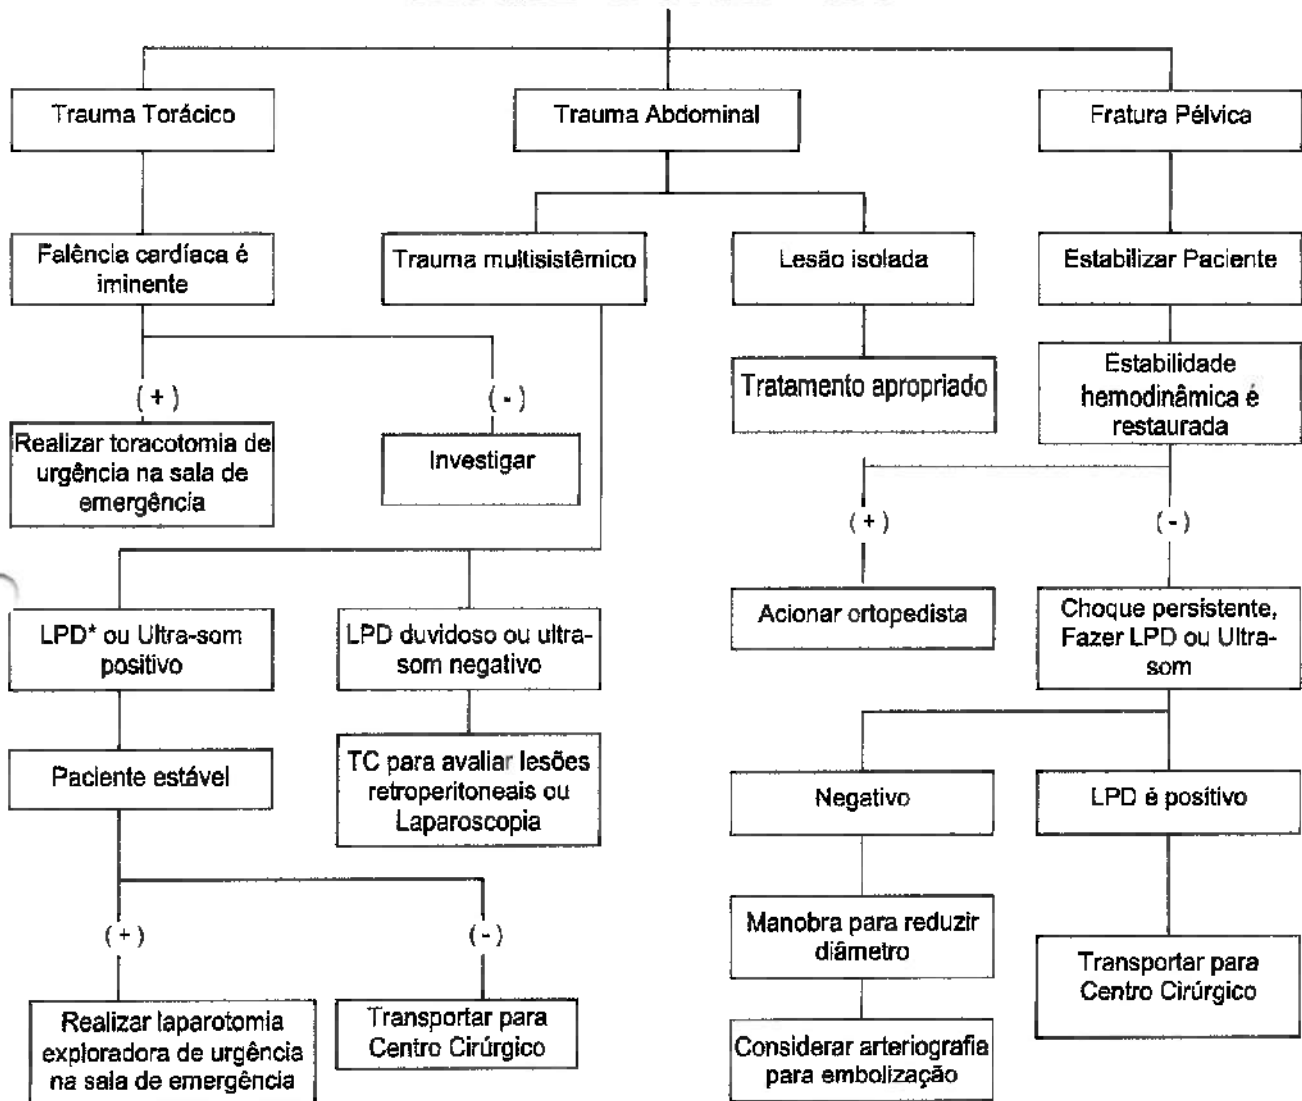 Trauma Torácico
Trauma Abdominal
Fratura Pélvica
Falência cardíaca é
iminente
Trauma multisistêmico
Lesão isolada
Estabilizar Paciente
Tratamento apropriado
Estabilidade
hemodinâmica é
restaurada
(+)
(-)
Realizar toracotomia de
urgência na sala de
emergência
Investigar
(+)
(-)
LPD* ou Ultra-som
positivo
LPD duvidoso ou ultra-
som negativo
Acionar ortopedista
Choque persistente,
Fazer LPD ou Ultra-
som
Paciente estável
TC para avaliar lesões
retroperitoneais ou
Laparoscopia
Negativo
LPD é positivo
(+)
(-)
Manobra para reduzir
diâmetro
Transportar para
Centro Cirúrgico
Realizar laparotomia
exploradora de urgência
na sala de emergência
Transportar para
Centro Cirúrgico
Considerar arteriografia
para embolização